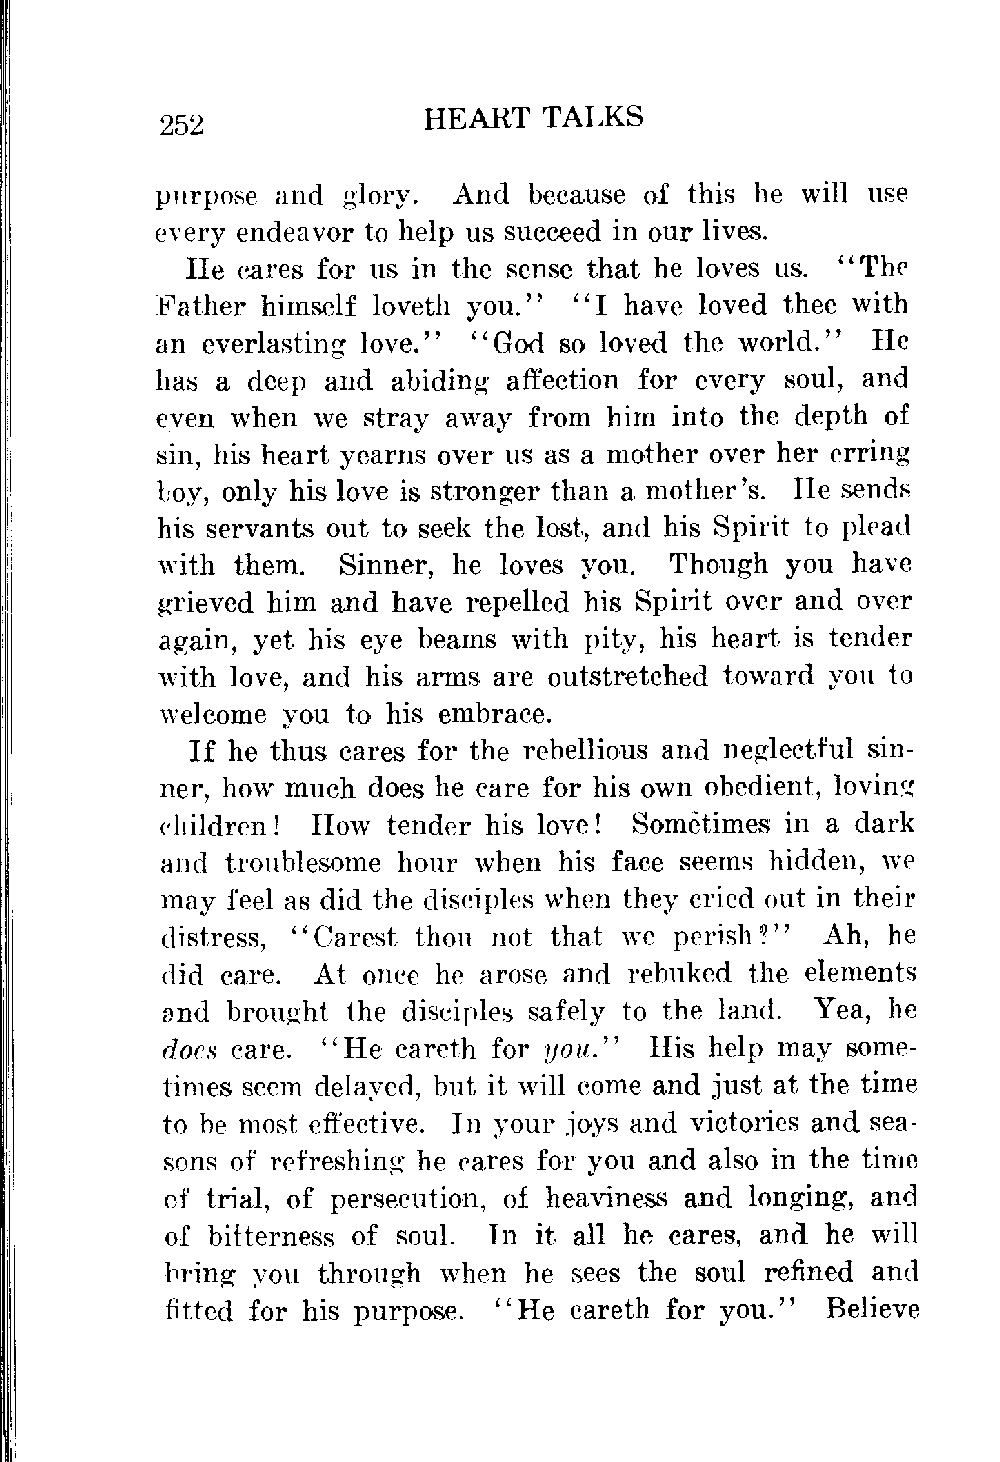 252 HEART TALKS
purpose and glory. And because of this he will use
every endeavor to help us succeed in our lives.
He cares for us in the sense that he loves us. "The
Father himself loveth you." "I have loved thee with
an everlasting love." "God so loved the world." He
has a deep and abiding affection for every soul, and
even when we stray away from him into the depth of
sin, his heart yearns over us as a mother over her erring
boy, only his love is stronger than a mother's. He sends
his servants out to seek the lost, and his Spirit to plead
with them. Sinner, he loves you. Though you have
grieved him and have repelled his Spirit over and over
again, yet his eye beams with pity, his heart is tender
with love, and his arms are outstretched toward you to
welcome you to his embrace.
If he thus cares for the rebellious and neglectful sin-
ner, how much does he care for his own obedient, loving
children! How tender his love! Sometimes in a dark
and troublesome hour when his face seems hidden, we
may feel as did the disciples when they cried out in their
distress, "Carest thou not that we perish?" Ah, he
did care. At once he arose and rebuked the elements
and brought the disciples safely to the land. Yea, he
does care. "He careth for you." His help may some-
times seem delayed, but it will come and just at the time
to be most effective. In your joys and victories and sea-
sons of refreshing he cares for you and also in the time
of trial, of persecution, of heaviness and longing, and
of bitterness of soul. In it all he cares, and he will
bring you through when he sees the soul refined and
fitted for his purpose. "He careth for you." Believe